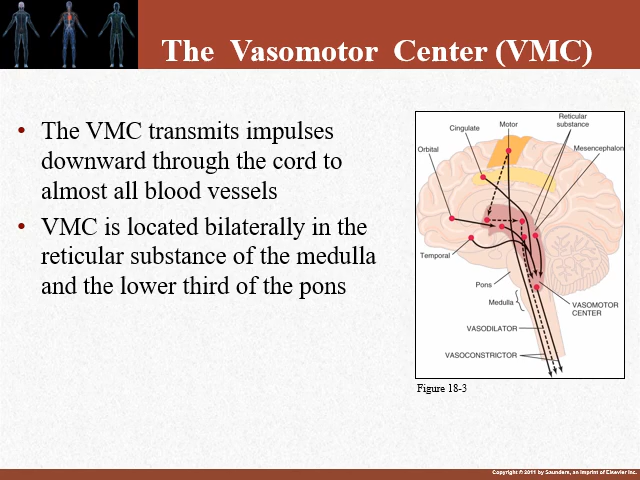 The Vasomotor Center (VMC)
• The VMC transmits impulses
downward through the cord to
almost all blood vessels
• VMC is located bilaterally in the
reticular substance of the medulla
and the lower third of the pons
Reticular
substance
Motor
Cingulate
Mesencephalon
Orbital
Temporal
Pons
Medulla
VASOMOTOR
CENTER
VASODILATOR
VASOCONSTRICTOR
Figure 18-3
Copyright © 2011 by Saunders, an imprint of Elsevier Inc.